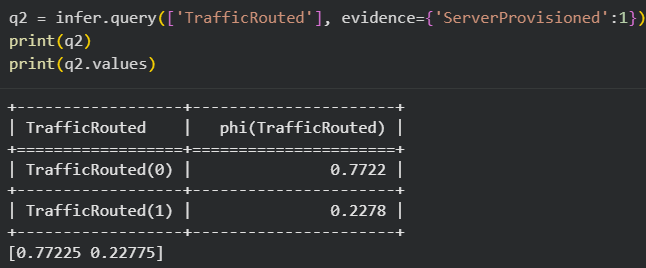 q2 = infer.query(['TrafficRouted'], evidence={'ServerProvisioned':1})
print(q2)
print(q2.values)
+------------------+----------------------+
| TrafficRouted    |   phi(TrafficRouted) |
+==================+======================+
| TrafficRouted(0) |               0.7722 |
+------------------+----------------------+
| TrafficRouted(1) |               0.2278 |
+------------------+----------------------+
[0.77225 0.22775]